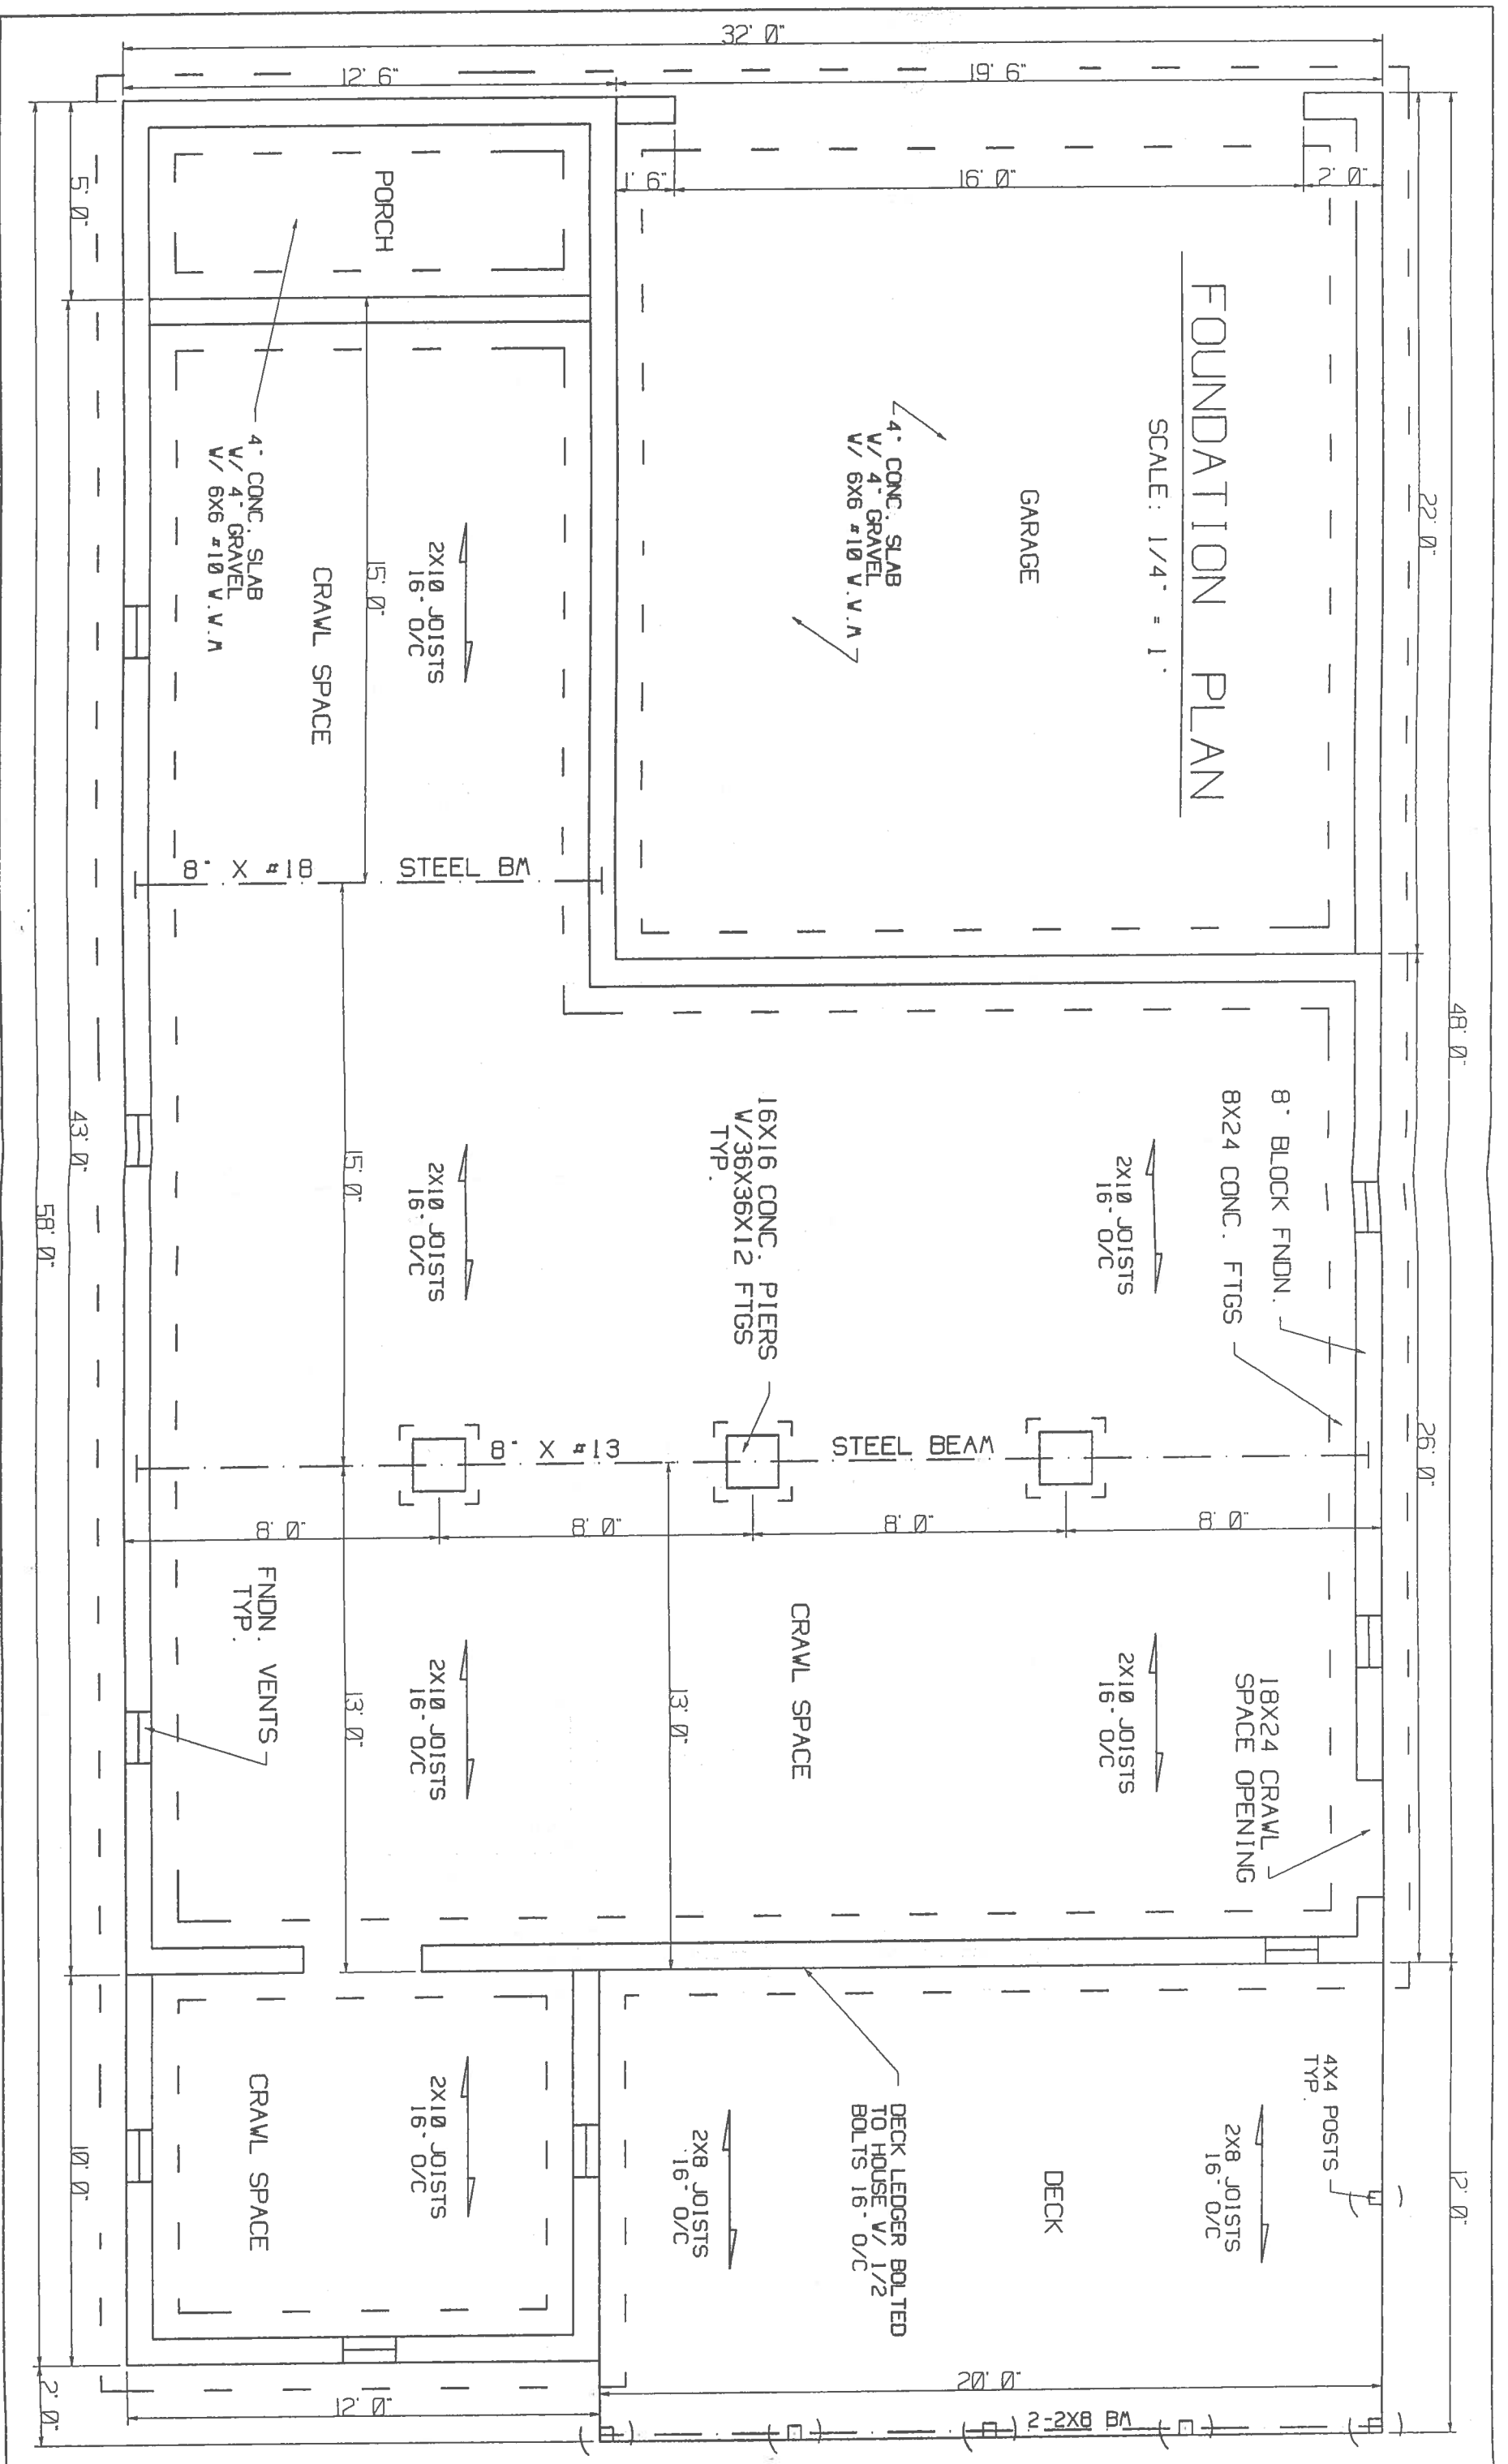 FOUNDATION PLAN
SCALE: 1/4" = 1'
48' 0"
12' 0"
22' 0"
26' 0"
32' 0"
19' 6"
12' 6"
2' 0"
16' 0"
1' 6"
GARAGE
4" CONC. SLAB
W/ 4" GRAVEL
W/ 6X6 #10 W.W.M
8" BLOCK FNDN.
8X24 CONC. FTGS
2X10 JOISTS
16" O/C
18X24 CRAWL
SPACE OPENING
2X10 JOISTS
16" O/C
4X4 POSTS
TYP.
2X8 JOISTS
16" O/C
DECK
DECK LEDGER BOLTED
TO HOUSE W/ 1/2
BOLTS 16" O/C
2X8 JOISTS
16" O/C
20' 0"
2-2X8 BM
16X16 CONC. PIERS
W/36X36X12 FTGS
TYP.
STEEL BEAM
8" X #13
8' 0"
8' 0"
8' 0"
8' 0"
CRAWL SPACE
13' 0"
PORCH
4" CONC. SLAB
W/ 4" GRAVEL
W/ 6X6 #10 W.W.M
2X10 JOISTS
16" O/C
15' 0"
CRAWL SPACE
STEEL BM
8" X #18
2X10 JOISTS
16" O/C
15' 0"
2X10 JOISTS
16" O/C
13' 0"
FNDN. VENTS
TYP.
2X10 JOISTS
16" O/C
CRAWL SPACE
12' 0"
5' 0"
43' 0"
10' 0"
58' 0"
2' 0"